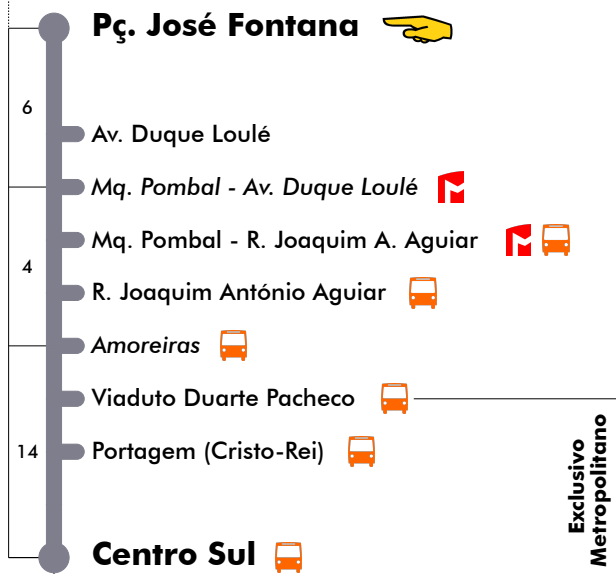 Pç. José Fontana
6
Av. Duque Loulé
Mq. Pombal - Av. Duque Loulé
Mq. Pombal - R. Joaquim A. Aguiar
4
R. Joaquim António Aguiar
Amoreiras
Viaduto Duarte Pacheco
14
Portagem (Cristo-Rei)
Centro Sul
Exclusivo
Metropolitano